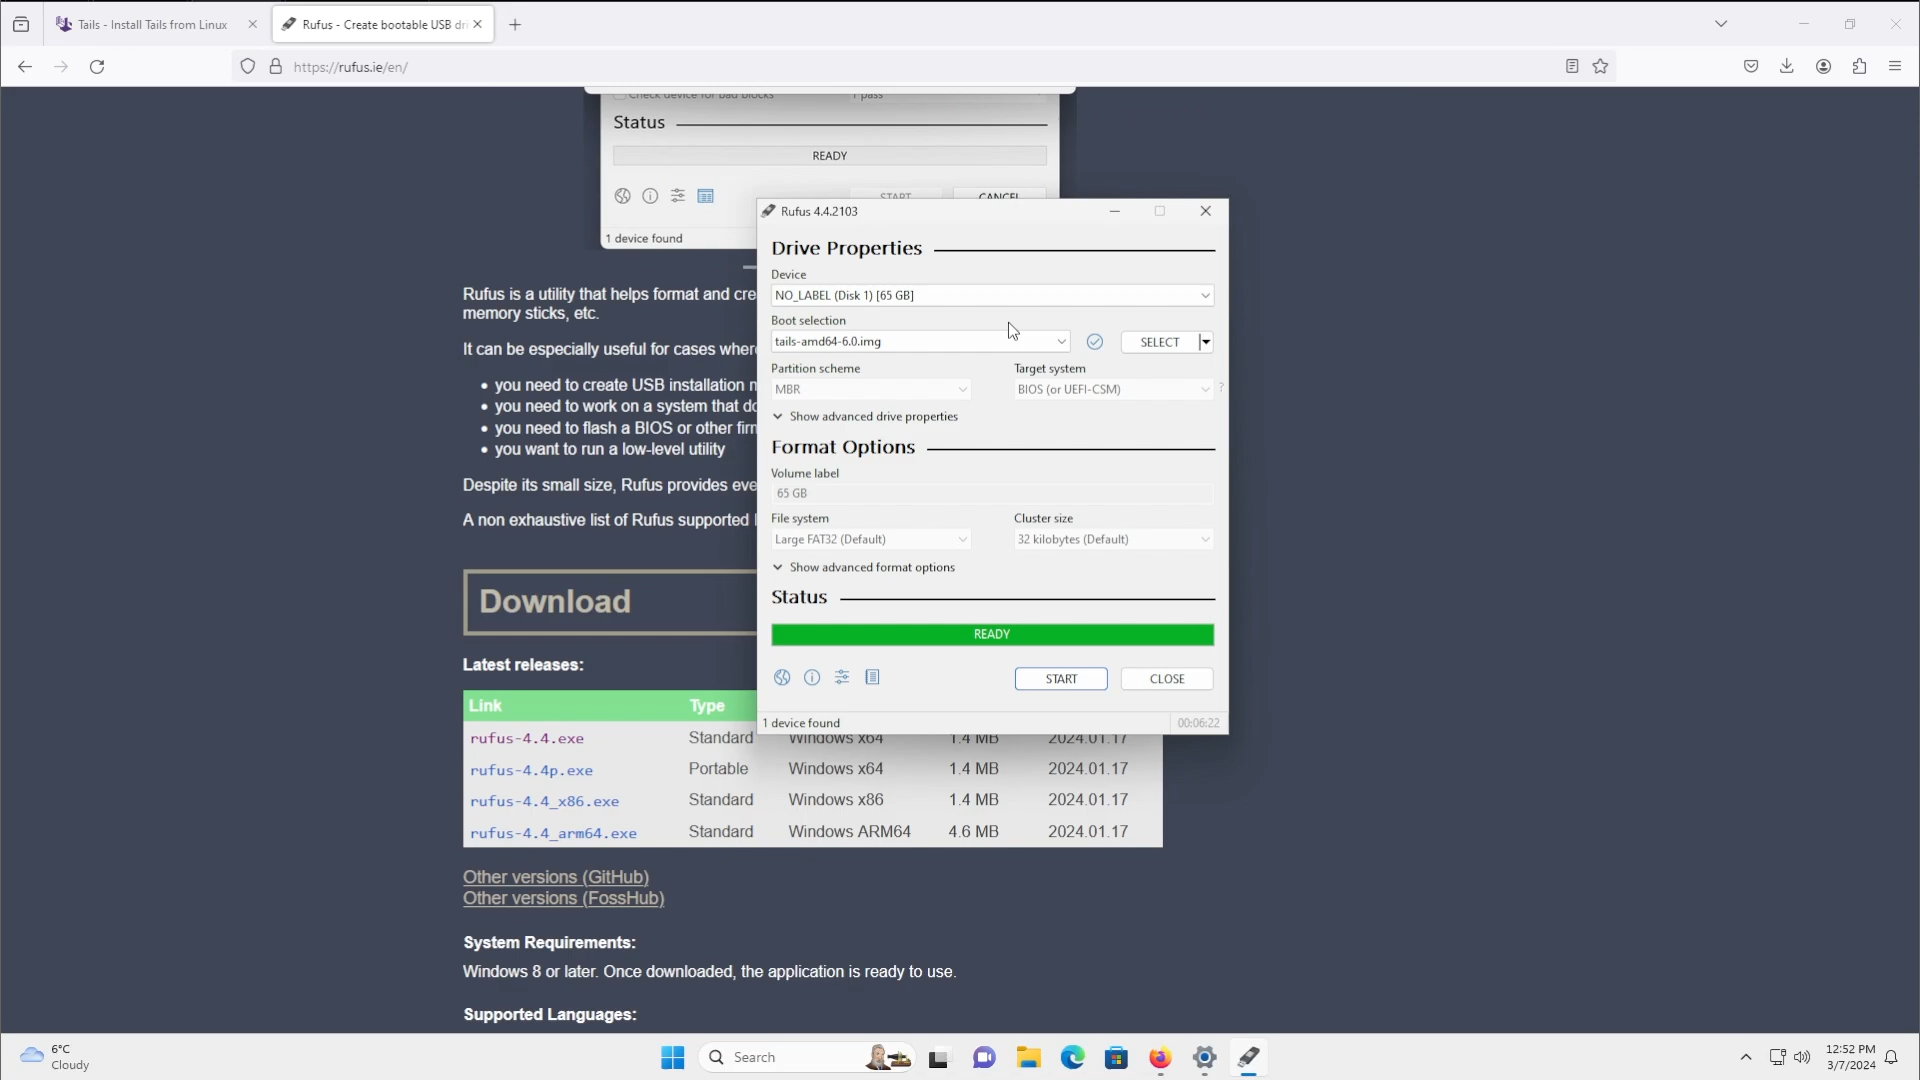 Tails - Install Tails from Linux
Rufus - Create bootable USB dri
https://rufus.ie/en/
Check device for bad blocks
1 pass
Status
READY
START
CANCEL
1 device found
Rufus is a utility that helps format and cre
memory sticks, etc.
It can be especially useful for cases where
you need to create USB installation m
you need to work on a system that do
you need to flash a BIOS or other firm
you want to run a low-level utility
Despite its small size, Rufus provides eve
A non exhaustive list of Rufus supported I
Download
Latest releases:
Link Type
rufus-4.4.exe Standard Windows x64 1.4 MB 2024.01.17
rufus-4.4p.exe Portable Windows x64 1.4 MB 2024.01.17
rufus-4.4_x86.exe Standard Windows x86 1.4 MB 2024.01.17
rufus-4.4_arm64.exe Standard Windows ARM64 4.6 MB 2024.01.17
Other versions (GitHub)
Other versions (FossHub)
System Requirements:
Windows 8 or later. Once downloaded, the application is ready to use.
Supported Languages:
Rufus 4.4.2103
Drive Properties
Device
NO_LABEL (Disk 1) [65 GB]
Boot selection
tails-amd64-6.0.img
SELECT
Partition scheme
Target system
MBR
BIOS (or UEFI-CSM)
?
Show advanced drive properties
Format Options
Volume label
65 GB
File system
Cluster size
Large FAT32 (Default)
32 kilobytes (Default)
Show advanced format options
Status
READY
START
CLOSE
1 device found
00:06:22
6°C
Cloudy
Search
12:52 PM
3/7/2024